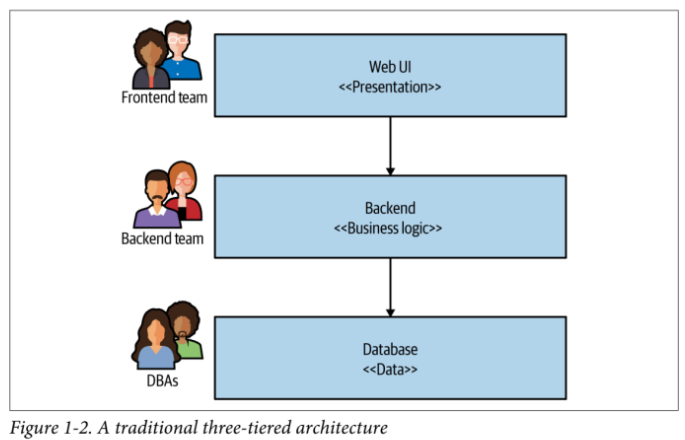 Frontend team
Web UI
<<Presentation>>
Backend team
Backend
<<Business logic>>
DBAs
Database
<<Data>>
Figure 1-2. A traditional three-tiered architecture